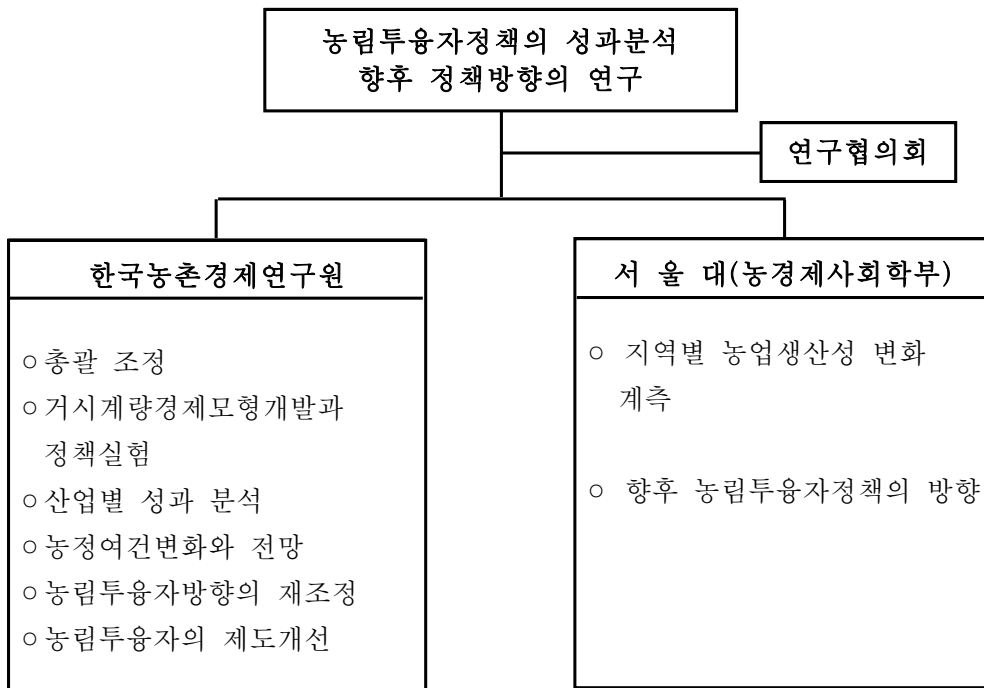 농림투융자정책의 성과분석
향후 정책방향의 연구
연구협의회
한국농촌경제연구원
○총괄 조정
○거시계량경제모형개발과
정책실험
○산업별 성과 분석
○농정여건변화와 전망
○농림투융자방향의 재조정
○농림투융자의 제도개선
서 울 대(농경제사회학부)
○ 지역별 농업생산성 변화
계측
○ 향후 농림투융자정책의 방향